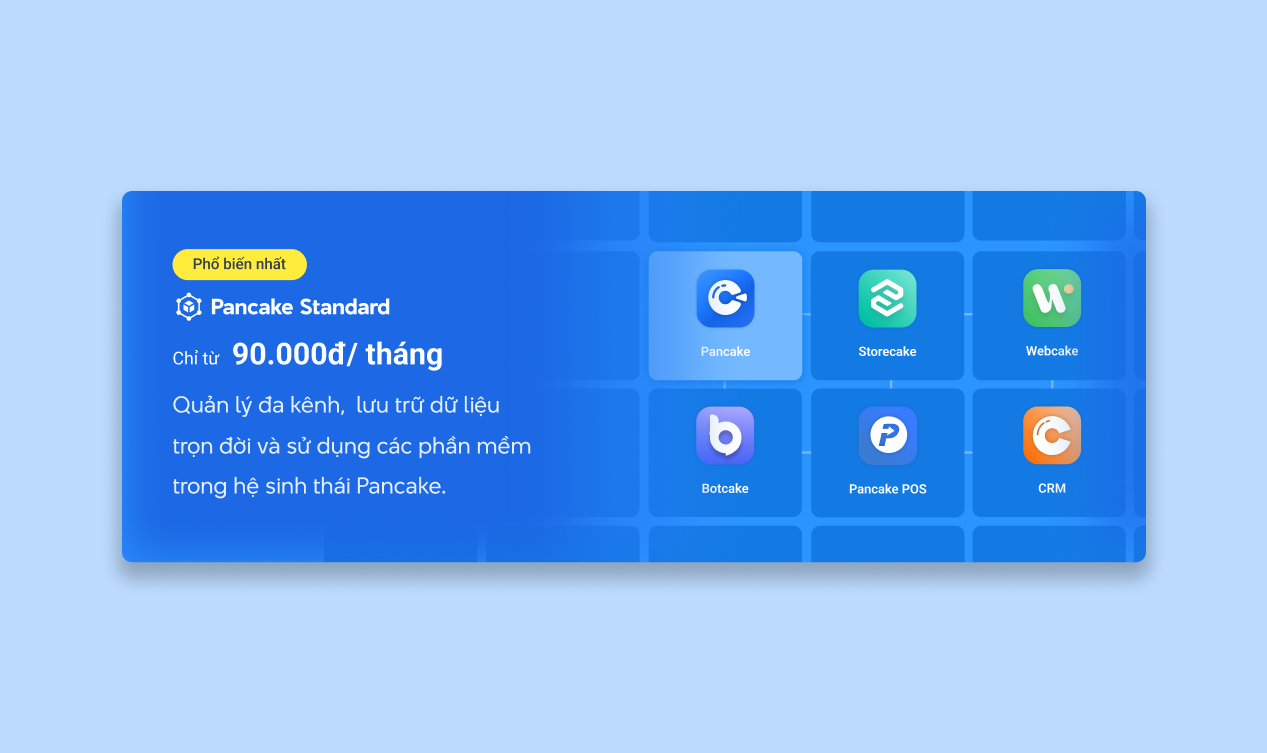 Phổ biến nhất
Pancake Standard
Chỉ từ 90.000đ/ tháng
Quản lý đa kênh, lưu trữ dữ liệu
trọn đời và sử dụng các phần mềm
trong hệ sinh thái Pancake.
Pancake
Storecake
Webcake
Botcake
Pancake POS
CRM